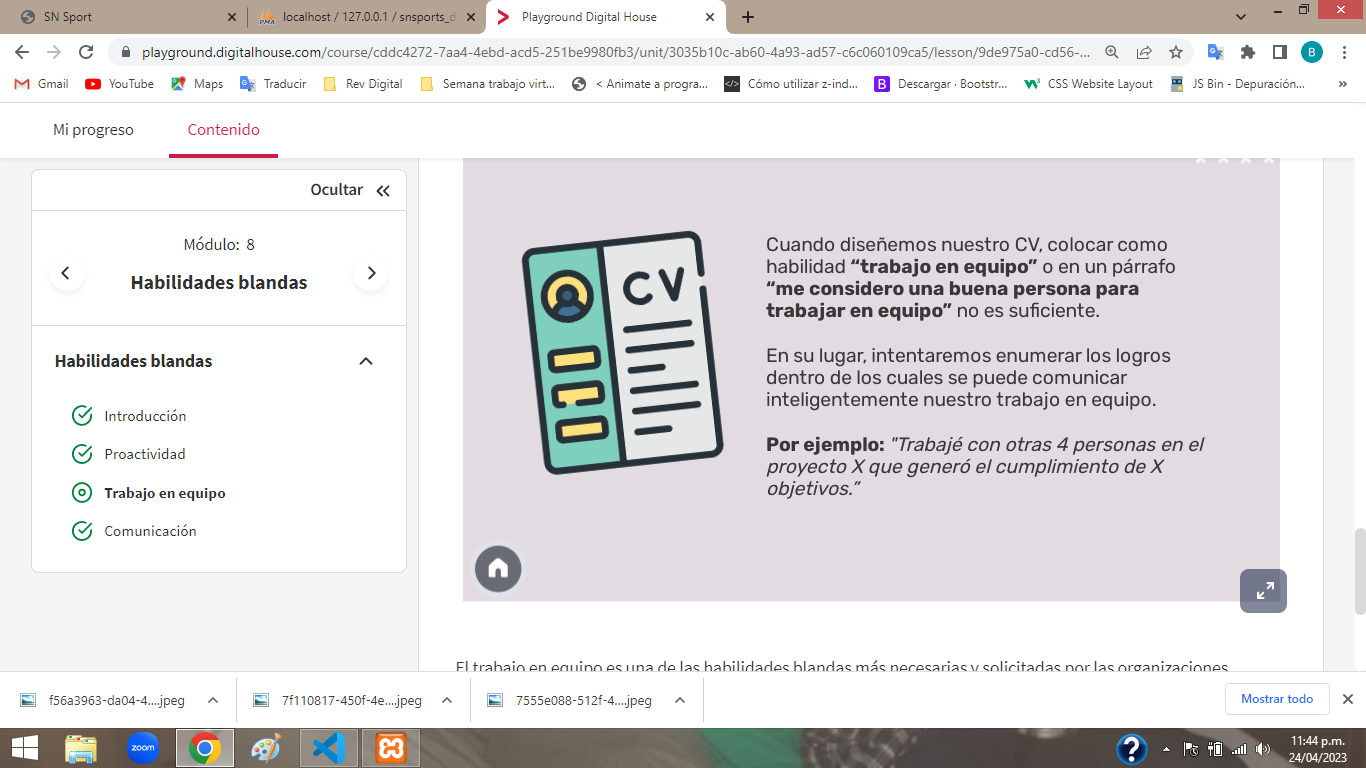 SN Sport
localhost / 127.0.0.1 / snsports_d
Playground Digital House
playground.digitalhouse.com/course/cddc4272-7aa4-4ebd-acd5-251be9980fb3/unit/3035b10c-ab60-4a93-ad57-c6c060109ca5/lesson/9de975a0-cd56-...
B
Gmail
YouTube
Maps
Traducir
Rev Digital
Semana trabajo virt...
< Animate a progra...
Cómo utilizar z-ind...
Descargar · Bootstr...
CSS Website Layout
JS Bin - Depuración...
»
Mi progreso
Contenido
Ocultar
Módulo: 8
Habilidades blandas
Habilidades blandas
Introducción
Proactividad
Trabajo en equipo
Comunicación
CV
Cuando diseñemos nuestro CV, colocar como
habilidad “trabajo en equipo” o en un párrafo
“me considero una buena persona para
trabajar en equipo” no es suficiente.
En su lugar, intentaremos enumerar los logros
dentro de los cuales se puede comunicar
inteligentemente nuestro trabajo en equipo.
Por ejemplo: "Trabajé con otras 4 personas en el
proyecto X que generó el cumplimiento de X
objetivos.”
El trabajo en equipo es una de las habilidades blandas más necesarias y solicitadas por las organizaciones
f56a3963-da04-4....jpeg
7f110817-450f-4e....jpeg
7555e088-512f-4....jpeg
Mostrar todo
zoom
11:44 p.m.
24/04/2023